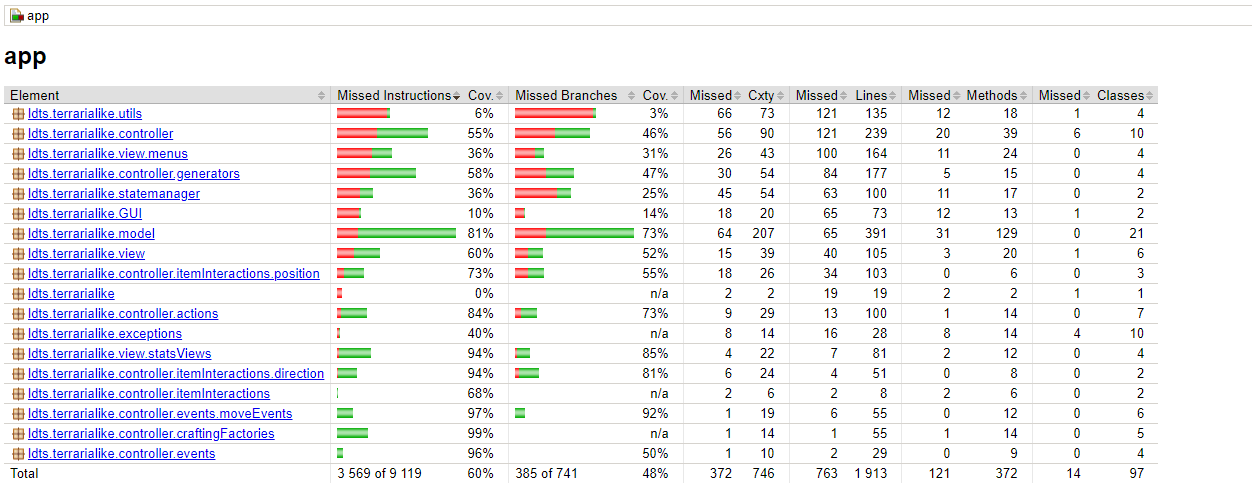 app
app
Element Missed Instructions Cov. Missed Branches Cov. Missed Cxty Missed Lines Missed Methods Missed Classes
ldts.terrarialike.utils 6% 3% 66 73 121 135 12 18 1 4
ldts.terrarialike.controller 55% 46% 56 90 121 239 20 39 6 10
ldts.terrarialike.view.menus 36% 31% 26 43 100 164 11 24 0 4
ldts.terrarialike.controller.generators 58% 47% 30 54 84 177 5 15 0 4
ldts.terrarialike.statemanager 36% 25% 45 54 63 100 11 17 0 2
ldts.terrarialike.GUI 10% 14% 18 20 65 73 12 13 1 2
ldts.terrarialike.model 81% 73% 64 207 65 391 31 129 0 21
ldts.terrarialike.view 60% 52% 15 39 40 105 3 20 1 6
ldts.terrarialike.controller.itemInteractions.position 73% 55% 18 26 34 103 0 6 0 3
ldts.terrarialike 0% n/a 2 2 19 19 2 2 1 1
ldts.terrarialike.controller.actions 84% 73% 9 29 13 100 1 14 0 7
ldts.terrarialike.exceptions 40% n/a 8 14 16 28 8 14 4 10
ldts.terrarialike.view.statsViews 94% 85% 4 22 7 81 2 12 0 4
ldts.terrarialike.controller.itemInteractions.direction 94% 81% 6 24 4 51 0 8 0 2
ldts.terrarialike.controller.itemInteractions 68% n/a 2 6 2 8 2 6 0 2
ldts.terrarialike.controller.events.moveEvents 97% 92% 1 19 6 55 0 12 0 6
ldts.terrarialike.controller.craftingFactories 99% n/a 1 14 1 55 1 14 0 5
ldts.terrarialike.controller.events 96% 50% 1 10 2 29 0 9 0 4
Total 3 569 of 9 119 60% 385 of 741 48% 372 746 763 1 913 121 372 14 97